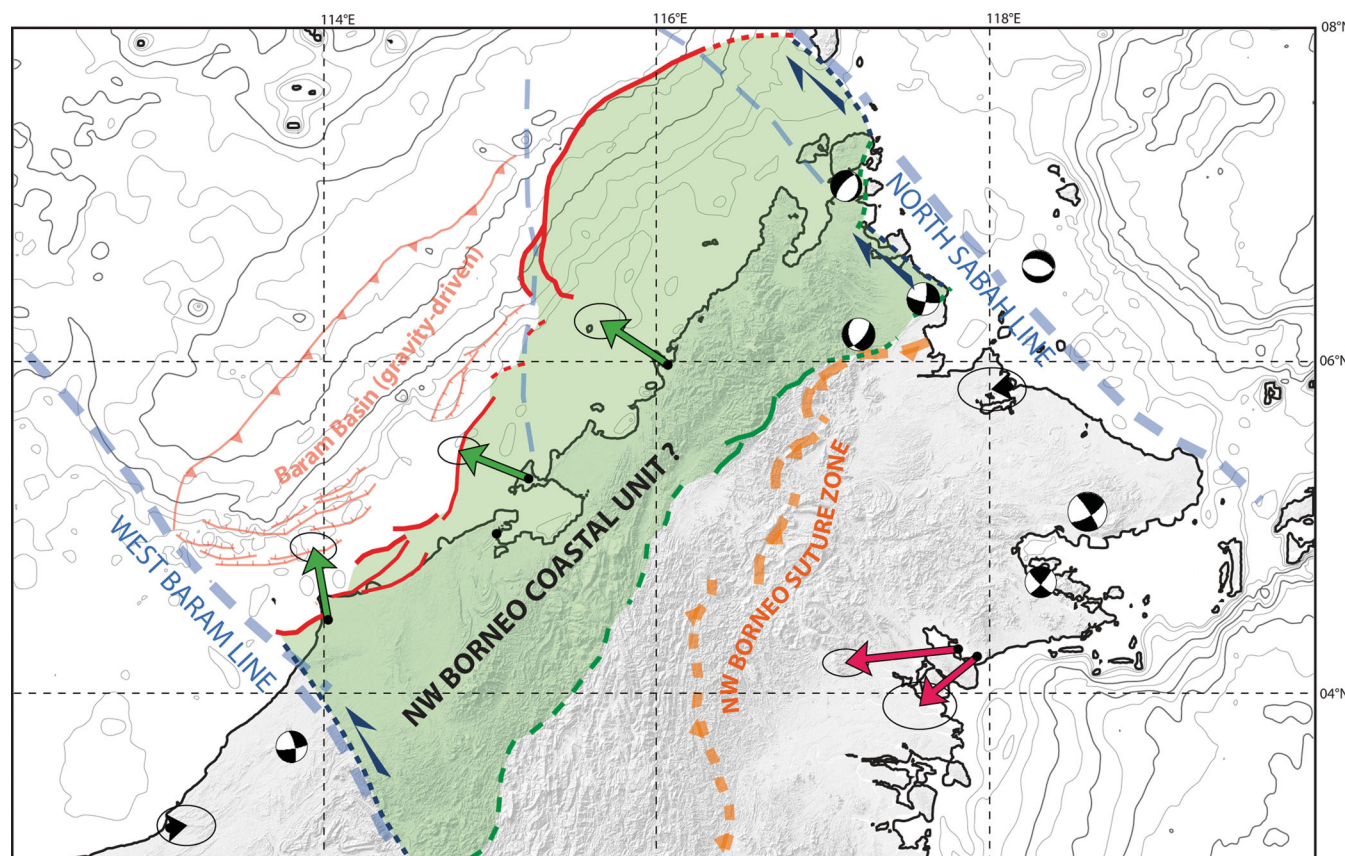 114°E
116°E
118°E
08°N
NORTH SABAH LINE
Baram Basin (gravity-driven)
06°N
WEST BARAM LINE
NW BORNEO COASTAL UNIT ?
NW BORNEO SUTURE ZONE
04°N